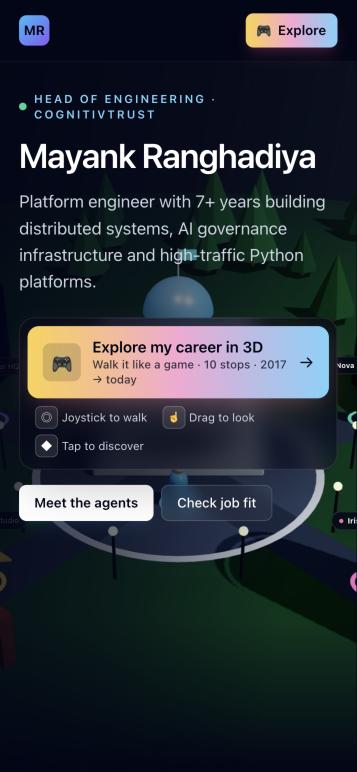 MR
🎮 Explore
HEAD OF ENGINEERING ·
COGNITIVTRUST
Mayank Ranghadiya
Platform engineer with 7+ years building
distributed systems, AI governance
infrastructure and high-traffic Python
platforms.
Explore my career in 3D
Walk it like a game · 10 stops · 2017
→ today
→
Joystick to walk
Drag to look
Tap to discover
Nova
Meet the agents
Check job fit